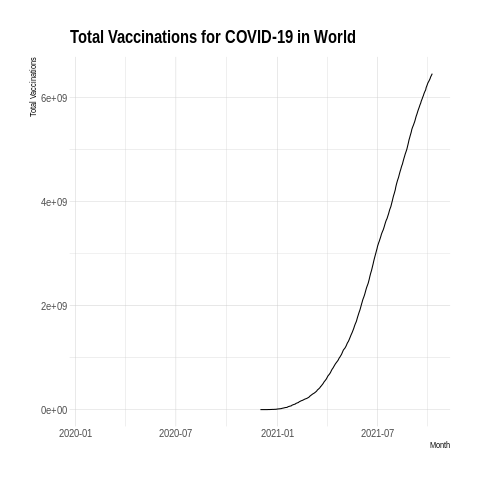 Total Vaccinations for COVID-19 in World
Total Vaccinations
6e+09
4e+09
2e+09
0e+00
2020-01 2020-07 2021-01 2021-07
Month